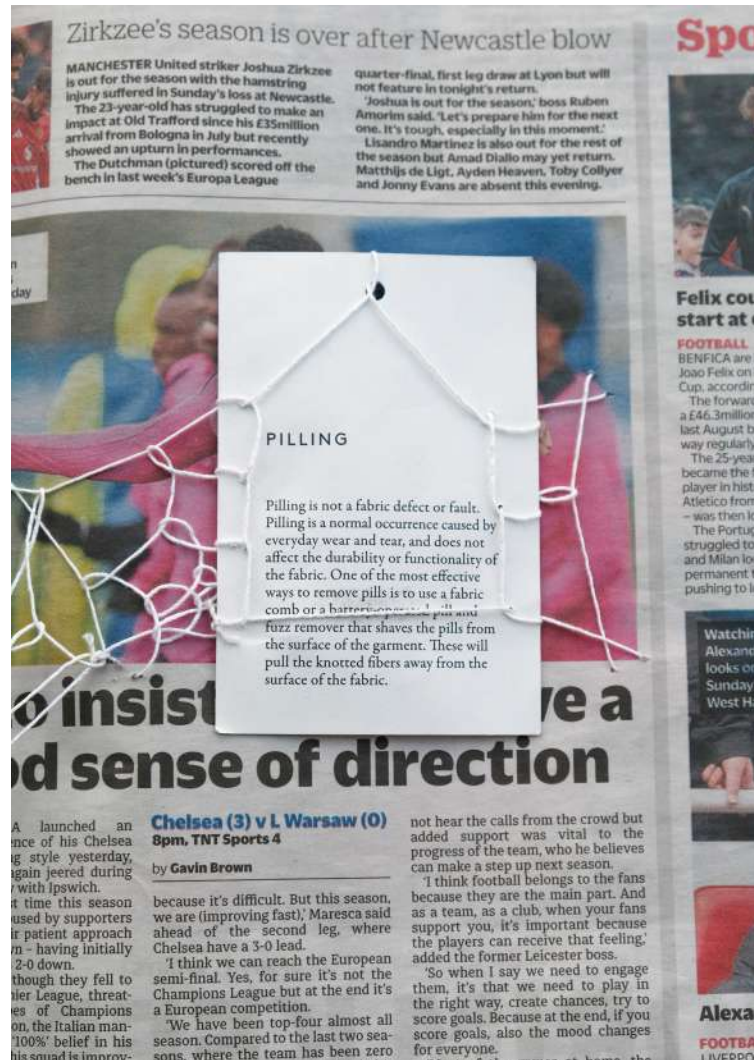 Zirkzee's season is over after Newcastle blow
MANCHESTER United striker Joshua Zirkzee
is out for the season with the hamstring
injury suffered in Sunday's loss at Newcastle.
The 23-year-old has struggled to make an
impact at Old Trafford since his £35million
arrival from Bologna in July but recently
showed an upturn in performances.
The Dutchman (pictured) scored off the
bench in last week's Europa League
quarter-final, first leg draw at Lyon but will
not feature in tonight's return.
'Joshua is out for the season,' boss Ruben
Amorim said. 'Let's prepare him for the next
one. It's tough, especially in this moment.'
Lisandro Martinez is also out for the rest of
the season but Amad Diallo may yet return.
Matthijs de Ligt, Ayden Heaven, Toby Collyer
and Jonny Evans are absent this evening.
Spo
day
PILLING
Pilling is not a fabric defect or fault.
Pilling is a normal occurrence caused by
everyday wear and tear, and does not
affect the durability or functionality of
the fabric. One of the most effective
ways to remove pills is to use a fabric
comb or a battery-operated pill and
fuzz remover that shaves the pills from
the surface of the garment. These will
pull the knotted fibers away from the
surface of the fabric.
o insist ve a
od sense of direction
A launched an
nce of his Chelsea
g style yesterday,
gain jeered during
with Ipswich.
t time this season
used by supporters
ir patient approach
n – having initially
2-0 down.
though they fell to
ier League, threat-
es of Champions
on, the Italian man-
'100%' belief in his
his squad is improv-
Chelsea (3) v L Warsaw (0)
8pm, TNT Sports 4
by Gavin Brown
because it's difficult. But this season,
we are (improving fast),' Maresca said
ahead of the second leg, where
Chelsea have a 3-0 lead.
'I think we can reach the European
semi-final. Yes, for sure it's not the
Champions League but at the end it's
a European competition.
'We have been top-four almost all
season. Compared to the last two sea-
sons, where the team has been zero
not hear the calls from the crowd but
added support was vital to the
progress of the team, who he believes
can make a step up next season.
'I think football belongs to the fans
because they are the main part. And
as a team, as a club, when your fans
support you, it's important because
the players can receive that feeling,'
added the former Leicester boss.
'So when I say we need to engage
them, it's that we need to play in
the right way, create chances, try to
score goals. Because at the end, if you
score goals, also the mood changes
for everyone.
Felix cou
start at
FOOTBALL
BENFICA are
Joao Felix on
Cup, accordin
The forward
a £46.3million
last August b
way regularly
The 25-yea
became the
player in hist
Atletico from
– was then lo
The Portug
struggled to
and Milan lo
permanent
pushing to l
Watchin
Alexand
looks o
Sunday
West H
Alexa
FOOTB